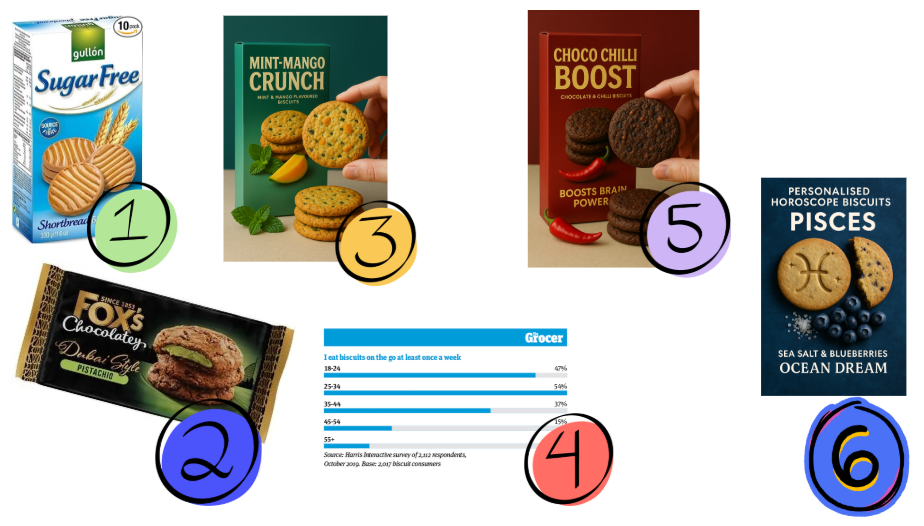 SugarFree
10 pack
gullón
SugarFree
SOURCE OF
Shortbread
1
SINCE 1853
FOX's
Chocolatey
Dubai Style
PISTACHIO
2
MINT-MANGO
CRUNCH
MINT & MANGO FLAVOURED
BISCUITS
3
The Grocer
I eat biscuits on the go at least once a week
18-24 47%
25-34 54%
35-44 37%
45-54 15%
55+
Source: Harris Interactive survey of 2,112 respondents,
October 2019. Base: 2,017 biscuit consumers
4
CHOCO CHILLI
BOOST
CHOCOLATE & CHILLI BISCUITS
BOOSTS BRAIN
POWER
5
PERSONALISED
HOROSCOPE BISCUITS
PISCES
SEA SALT & BLUEBERRIES
OCEAN DREAM
6